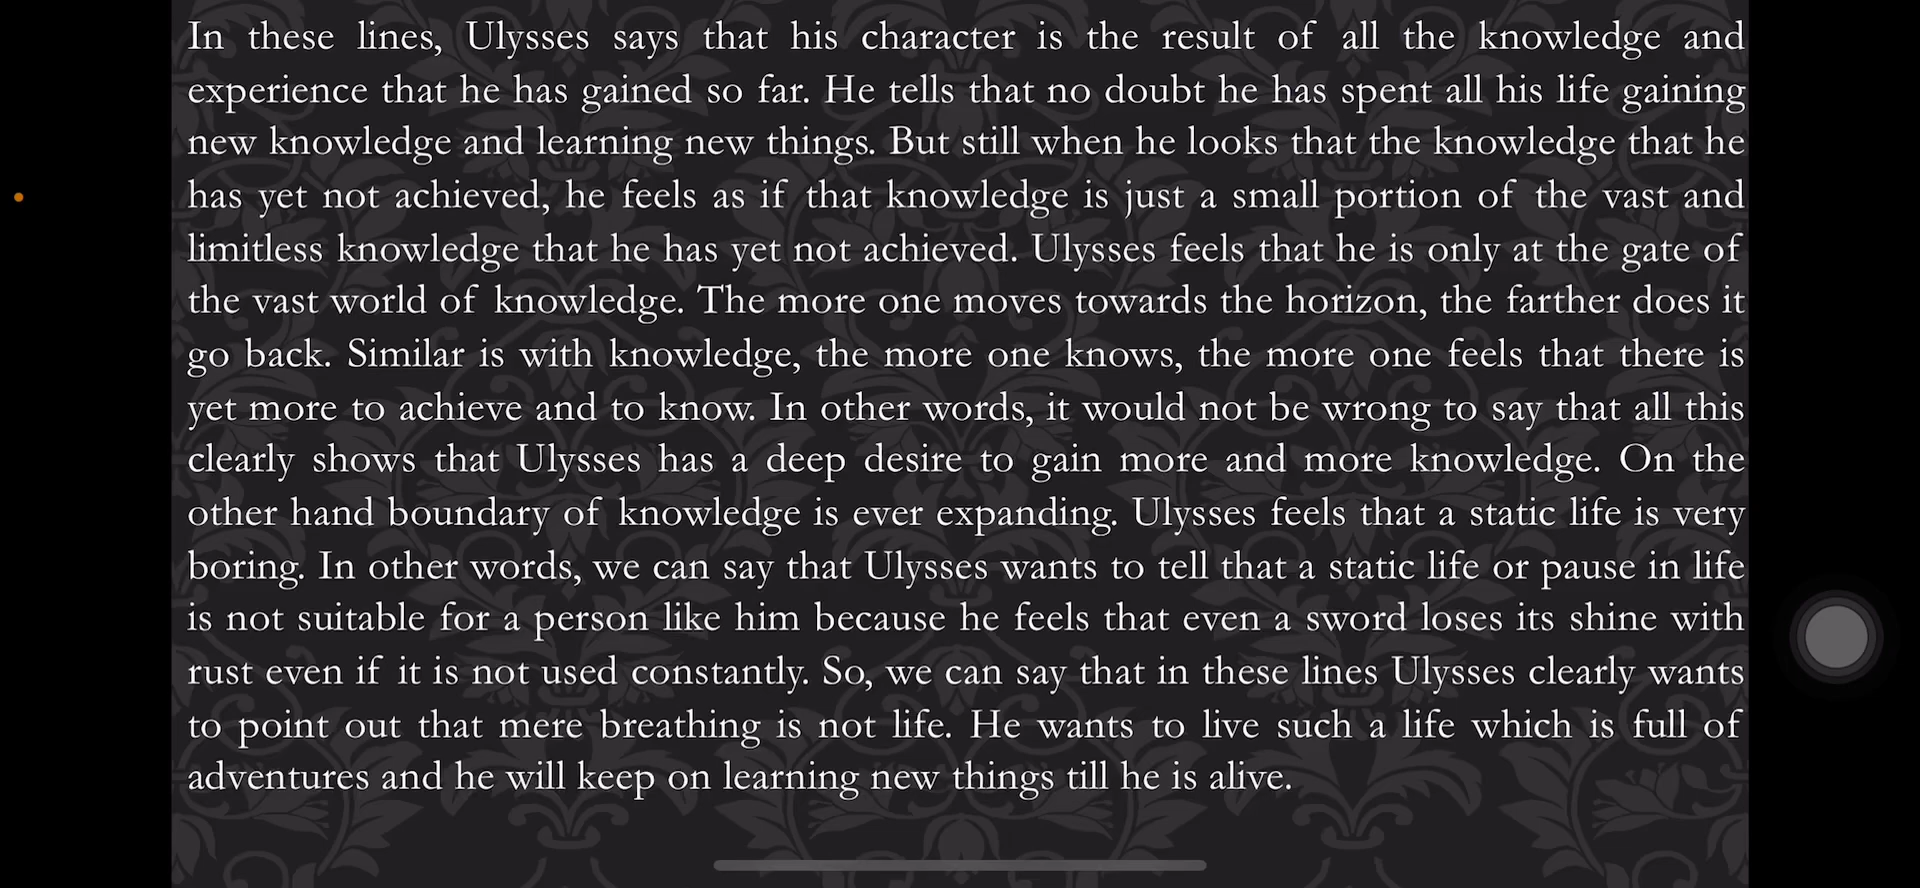 In these lines, Ulysses says that his character is the result of all the knowledge and
experience that he has gained so far. He tells that no doubt he has spent all his life gaining
new knowledge and learning new things. But still when he looks that the knowledge that he
has yet not achieved, he feels as if that knowledge is just a small portion of the vast and
limitless knowledge that he has yet not achieved. Ulysses feels that he is only at the gate of
the vast world of knowledge. The more one moves towards the horizon, the farther does it
go back. Similar is with knowledge, the more one knows, the more one feels that there is
yet more to achieve and to know. In other words, it would not be wrong to say that all this
clearly shows that Ulysses has a deep desire to gain more and more knowledge. On the
other hand boundary of knowledge is ever expanding. Ulysses feels that a static life is very
boring. In other words, we can say that Ulysses wants to tell that a static life or pause in life
is not suitable for a person like him because he feels that even a sword loses its shine with
rust even if it is not used constantly. So, we can say that in these lines Ulysses clearly wants
to point out that mere breathing is not life. He wants to live such a life which is full of
adventures and he will keep on learning new things till he is alive.